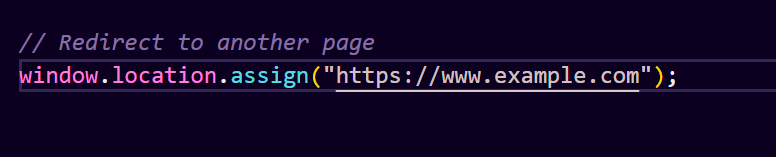 // Redirect to another page
window.location.assign("https://www.example.com");